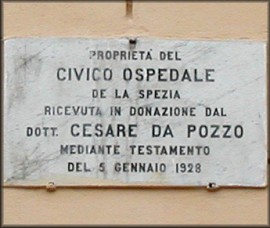 PROPRIETÀ DEL
CIVICO OSPEDALE
DE LA SPEZIA
RICEVUTA IN DONAZIONE DAL
DOTT. CESARE DA POZZO
MEDIANTE TESTAMENTO
DEL 5 GENNAIO 1928